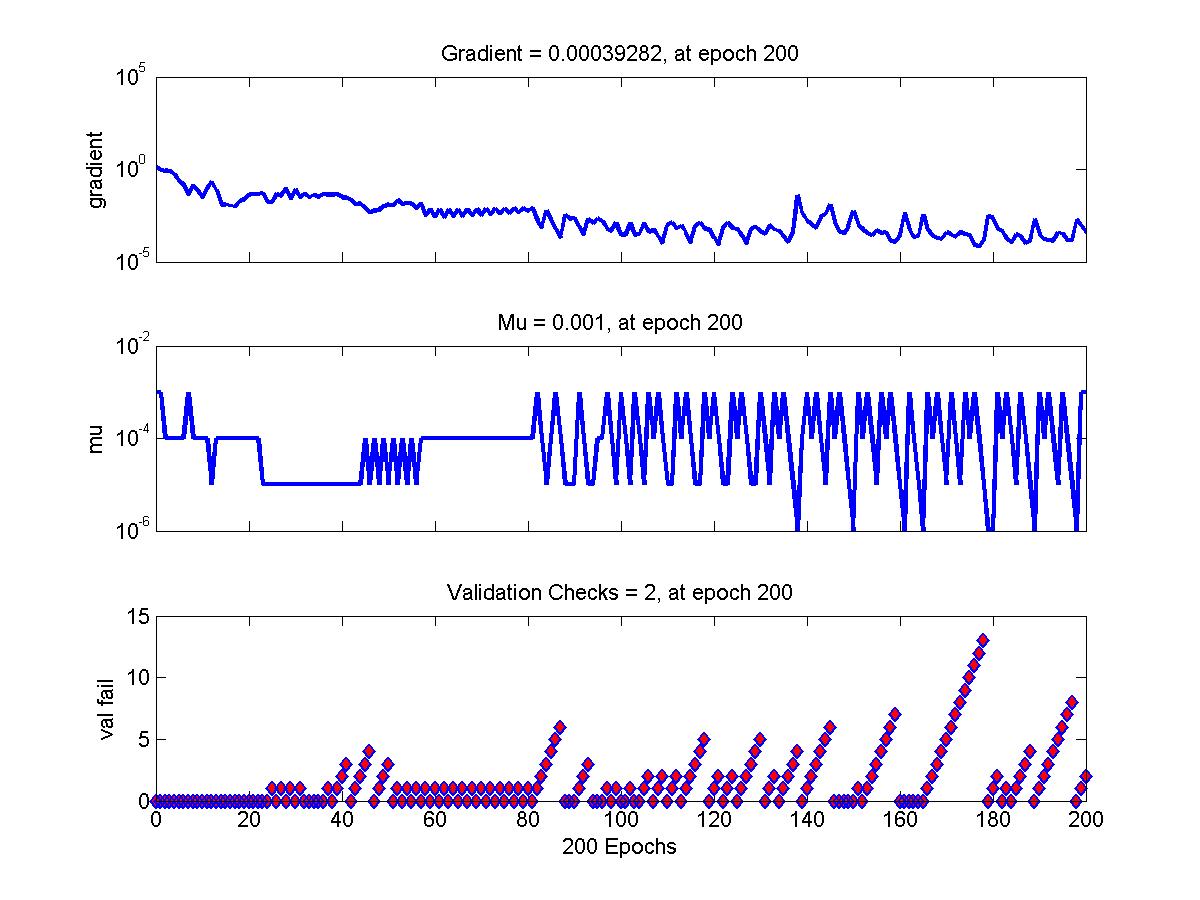 Gradient = 0.00039282, at epoch 200
10^5
10^0
10^-5
gradient
Mu = 0.001, at epoch 200
10^-2
10^-4
10^-6
mu
Validation Checks = 2, at epoch 200
15
10
5
0
val fail
0 20 40 60 80 100 120 140 160 180 200
200 Epochs